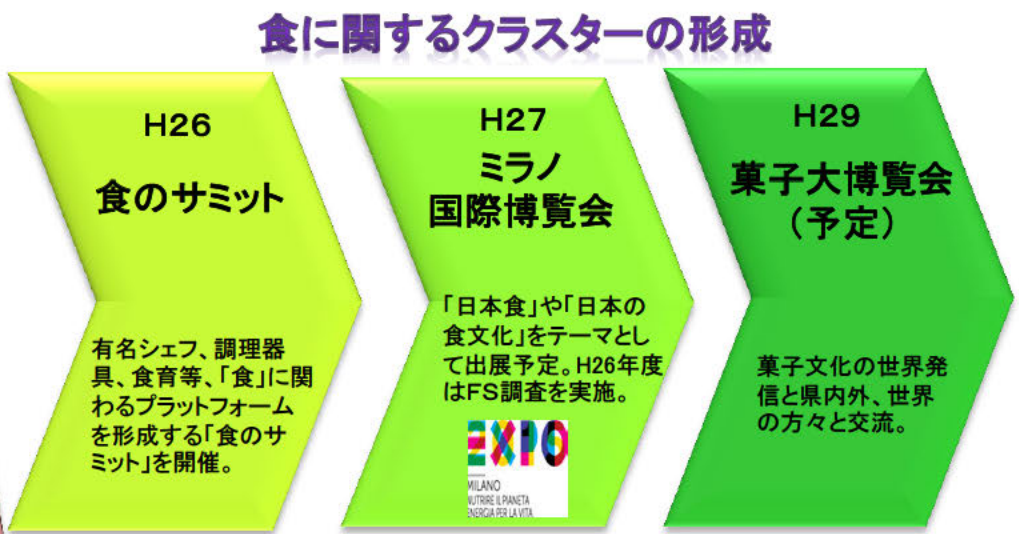 食に関するクラスターの形成
H26
食のサミット
有名シェフ、調理器
具、食育等、「食」に関
わるプラットフォーム
を形成する「食のサ
ミット」を開催。
H27
ミラノ
国際博覧会
「日本食」や「日本の
食文化」をテーマとし
て出展予定。H26年度
はFS調査を実施。
EXPO
MILANO
NUTRIRE IL PIANETA
ENERGIA PER LA VITA
H29
菓子大博覧会
（予定）
菓子文化の世界発
信と県内外、世界
の方々と交流。